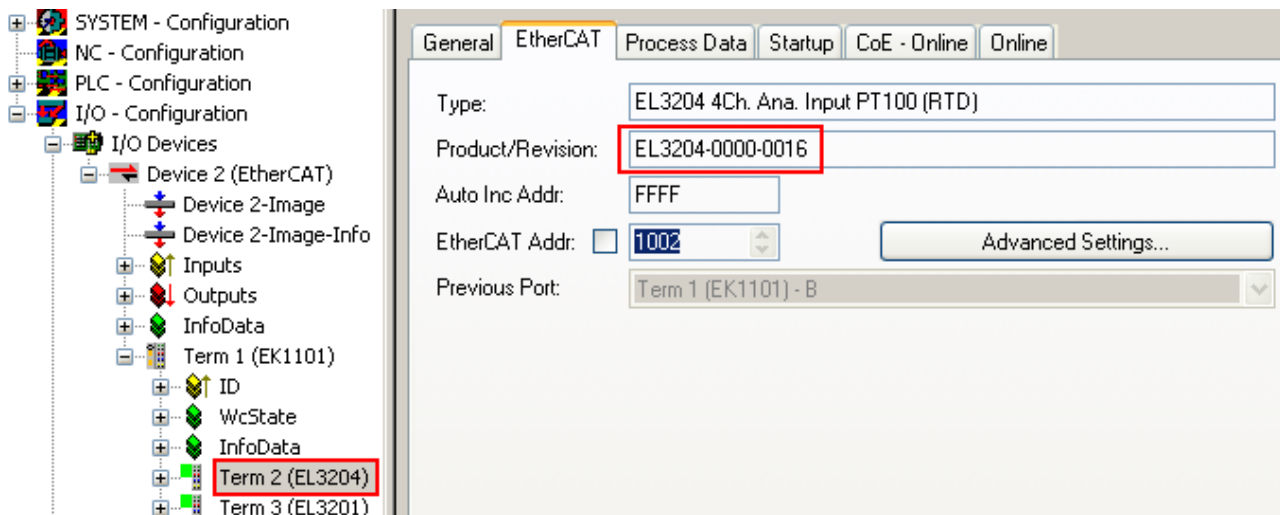 SYSTEM - Configuration
NC - Configuration
PLC - Configuration
I/O - Configuration
I/O Devices
Device 2 (EtherCAT)
Device 2-Image
Device 2-Image-Info
Inputs
Outputs
InfoData
Term 1 (EK1101)
ID
WcState
InfoData
Term 2 (EL3204)
Term 3 (EL3201)
General EtherCAT Process Data Startup CoE - Online Online
Type: EL3204 4Ch. Ana. Input PT100 (RTD)
Product/Revision: EL3204-0000-0016
Auto Inc Addr: FFFF
EtherCAT Addr: 1002 Advanced Settings...
Previous Port: Term 1 (EK1101) - B